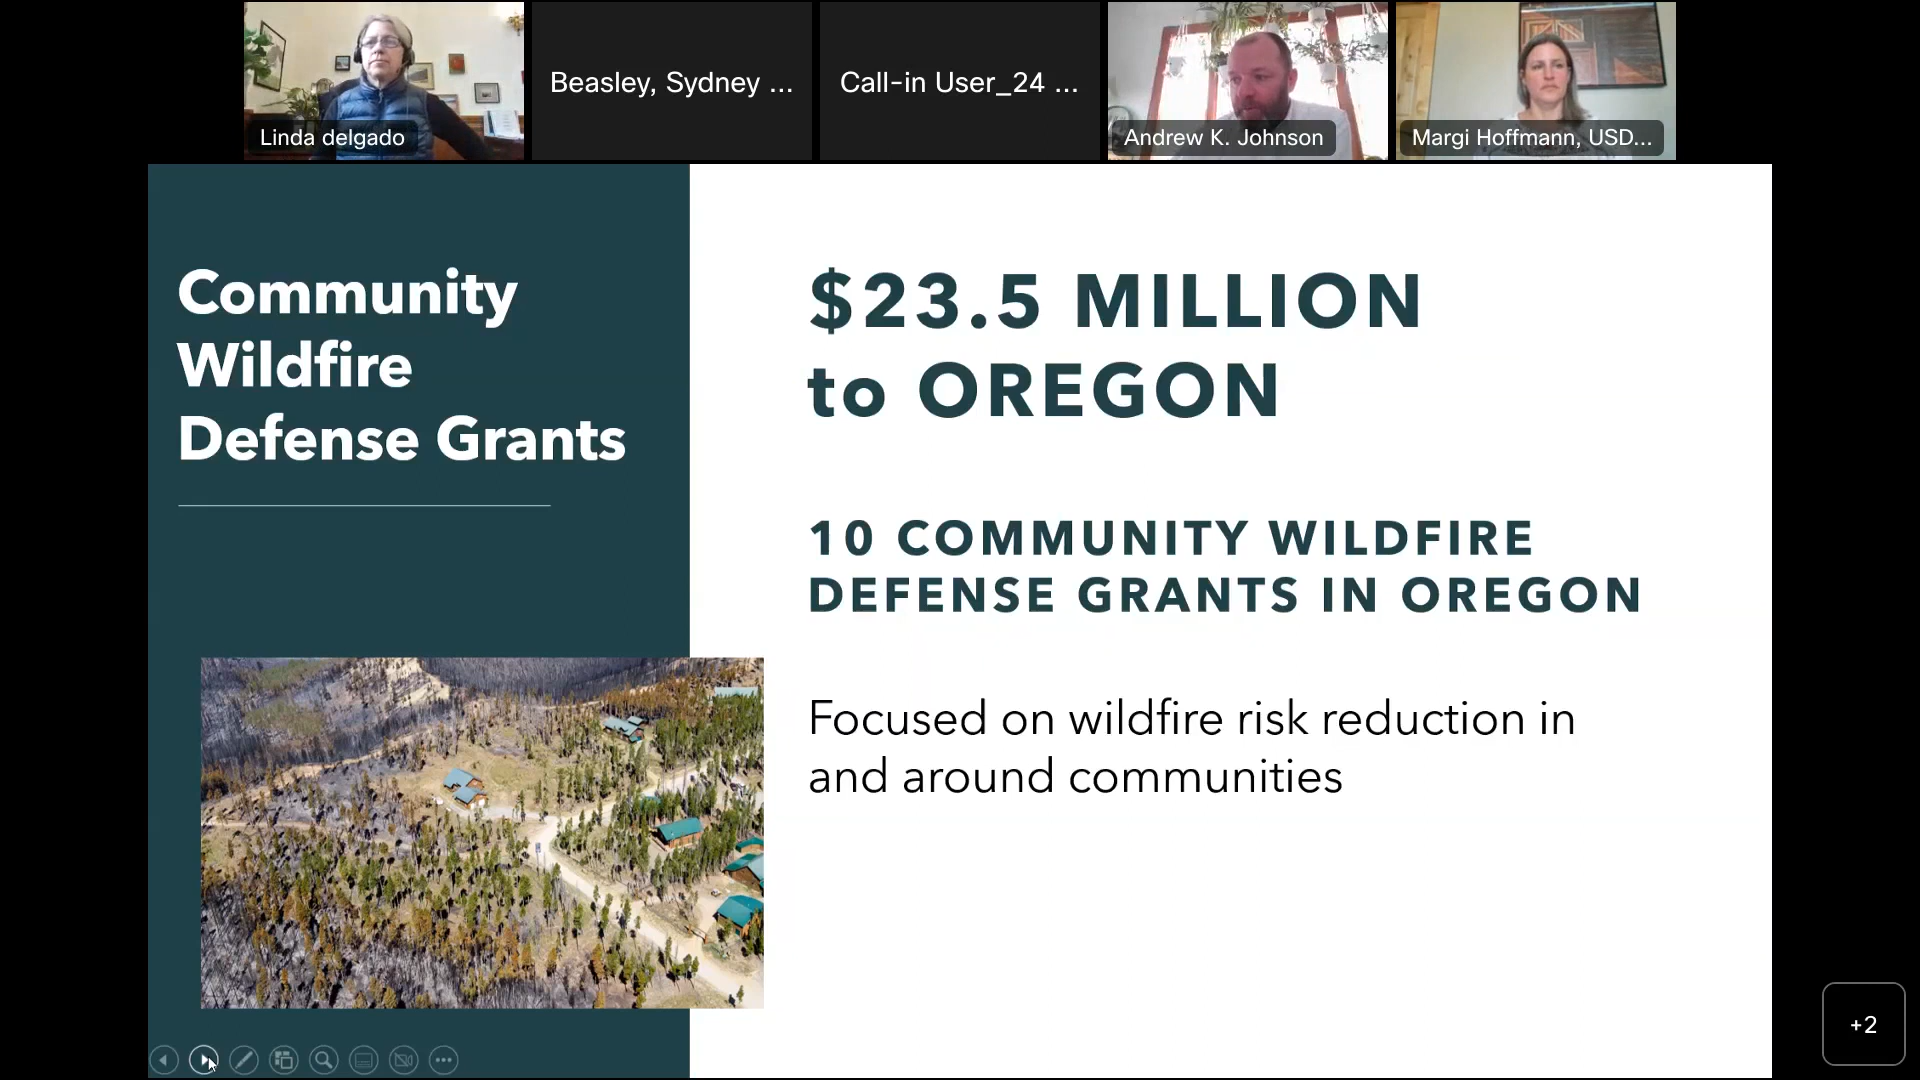 Linda delgado
Beasley, Sydney ...
Call-in User_24 ...
Andrew K. Johnson
Margi Hoffmann, USD...
Community
Wildfire
Defense Grants
$23.5 MILLION
to OREGON
10 COMMUNITY WILDFIRE
DEFENSE GRANTS IN OREGON
Focused on wildfire risk reduction in
and around communities
+2